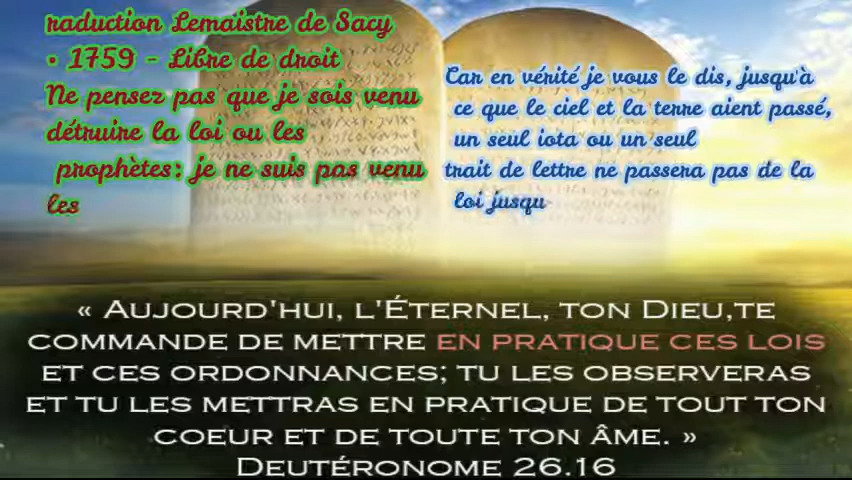 raduction Lemaistre de Sacy
• 1759 - Libre de droit
Ne pensez pas que je sois venu
détruire la loi ou les
prophètes: je ne suis pas venu
les
Car en vérité je vous le dis, jusqu'à
ce que le ciel et la terre aient passé,
un seul iota ou un seul
trait de lettre ne passera pas de la
loi jusqu
« Aujourd'hui, l'Éternel, ton Dieu,te
commande de mettre en pratique ces lois
et ces ordonnances; tu les observeras
et tu les mettras en pratique de tout ton
coeur et de toute ton âme. »
Deutéronome 26.16